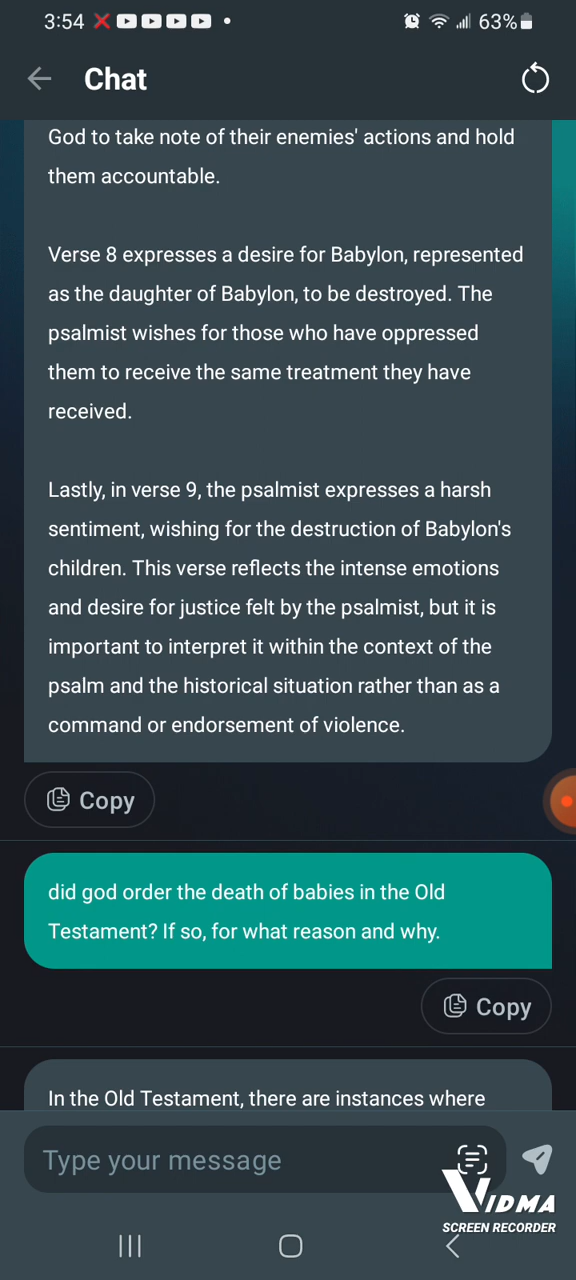 3:54
63%
Chat
God to take note of their enemies' actions and hold
them accountable.
Verse 8 expresses a desire for Babylon, represented
as the daughter of Babylon, to be destroyed. The
psalmist wishes for those who have oppressed
them to receive the same treatment they have
received.
Lastly, in verse 9, the psalmist expresses a harsh
sentiment, wishing for the destruction of Babylon's
children. This verse reflects the intense emotions
and desire for justice felt by the psalmist, but it is
important to interpret it within the context of the
psalm and the historical situation rather than as a
command or endorsement of violence.
Copy
did god order the death of babies in the Old
Testament? If so, for what reason and why.
Copy
In the Old Testament, there are instances where
Type your message
VIDMA
SCREEN RECORDER